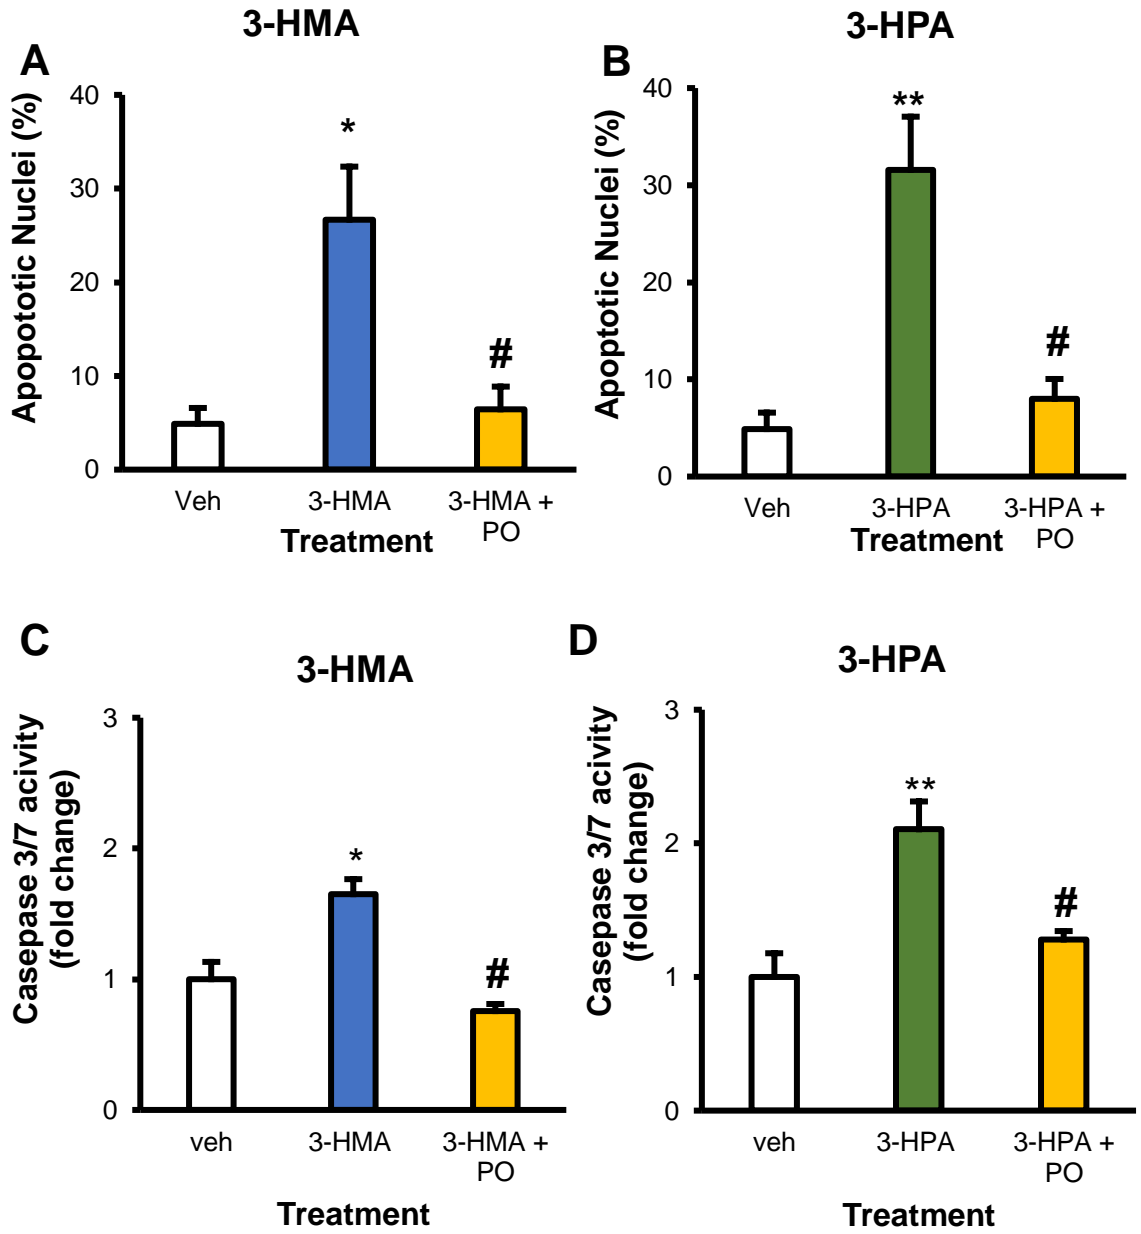 3-HMA
A
Apopototic Nuclei (%)
40
30
20
10
0
*
#
Veh
3-HMA
3-HMA +
PO
Treatment
3-HPA
B
Apoptotic Nuclei (%)
40
30
20
10
0
**
#
Veh
3-HPA
3-HPA +
PO
Treatment
C
3-HMA
Casepase 3/7 acivity
(fold change)
3
2
1
0
*
#
veh
3-HMA
3-HMA +
PO
Treatment
D
3-HPA
Casepase 3/7 acivity
(fold change)
3
2
1
0
**
#
veh
3-HPA
3-HPA +
PO
Treatment